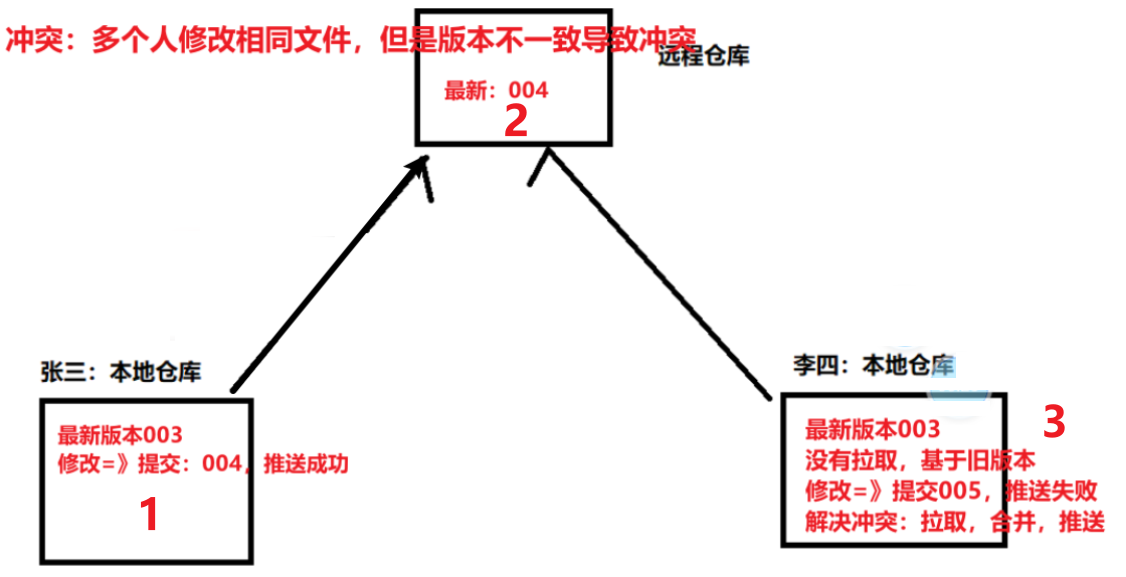 冲突：多个人修改相同文件，但是版本不一致导致冲突
远程仓库
最新：004
2
张三：本地仓库
最新版本003
修改=》提交：004，推送成功
1
李四：本地仓库
最新版本003
3
没有拉取，基于旧版本
修改=》提交005，推送失败
解决冲突：拉取，合并，推送